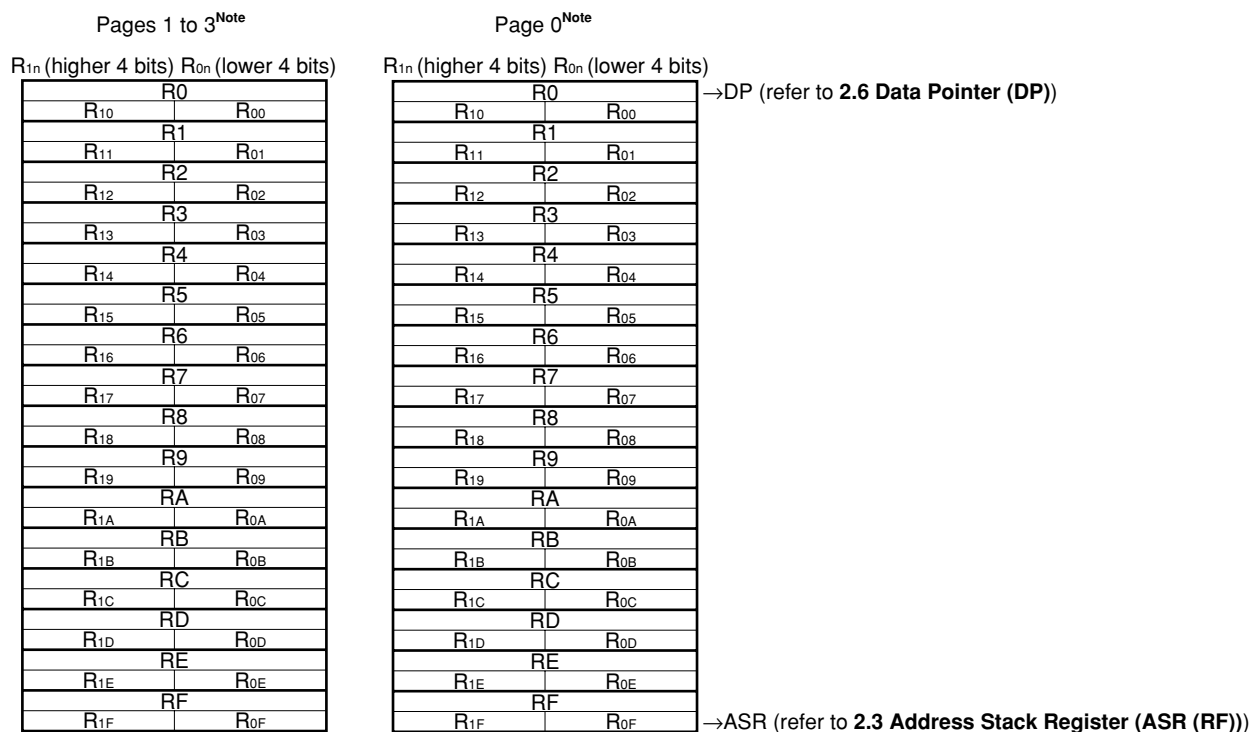 Pages 1 to 3Note
R1n (higher 4 bits) R0n (lower 4 bits)
R0
R10 R00
R1
R11 R01
R2
R12 R02
R3
R13 R03
R4
R14 R04
R5
R15 R05
R6
R16 R06
R7
R17 R07
R8
R18 R08
R9
R19 R09
RA
R1A R0A
RB
R1B R0B
RC
R1C R0C
RD
R1D R0D
RE
R1E R0E
RF
R1F R0F
Page 0Note
R1n (higher 4 bits) R0n (lower 4 bits)
R0 →DP (refer to 2.6 Data Pointer (DP))
R10 R00
R1
R11 R01
R2
R12 R02
R3
R13 R03
R4
R14 R04
R5
R15 R05
R6
R16 R06
R7
R17 R07
R8
R18 R08
R9
R19 R09
RA
R1A R0A
RB
R1B R0B
RC
R1C R0C
RD
R1D R0D
RE
R1E R0E
RF
R1F R0F →ASR (refer to 2.3 Address Stack Register (ASR (RF)))